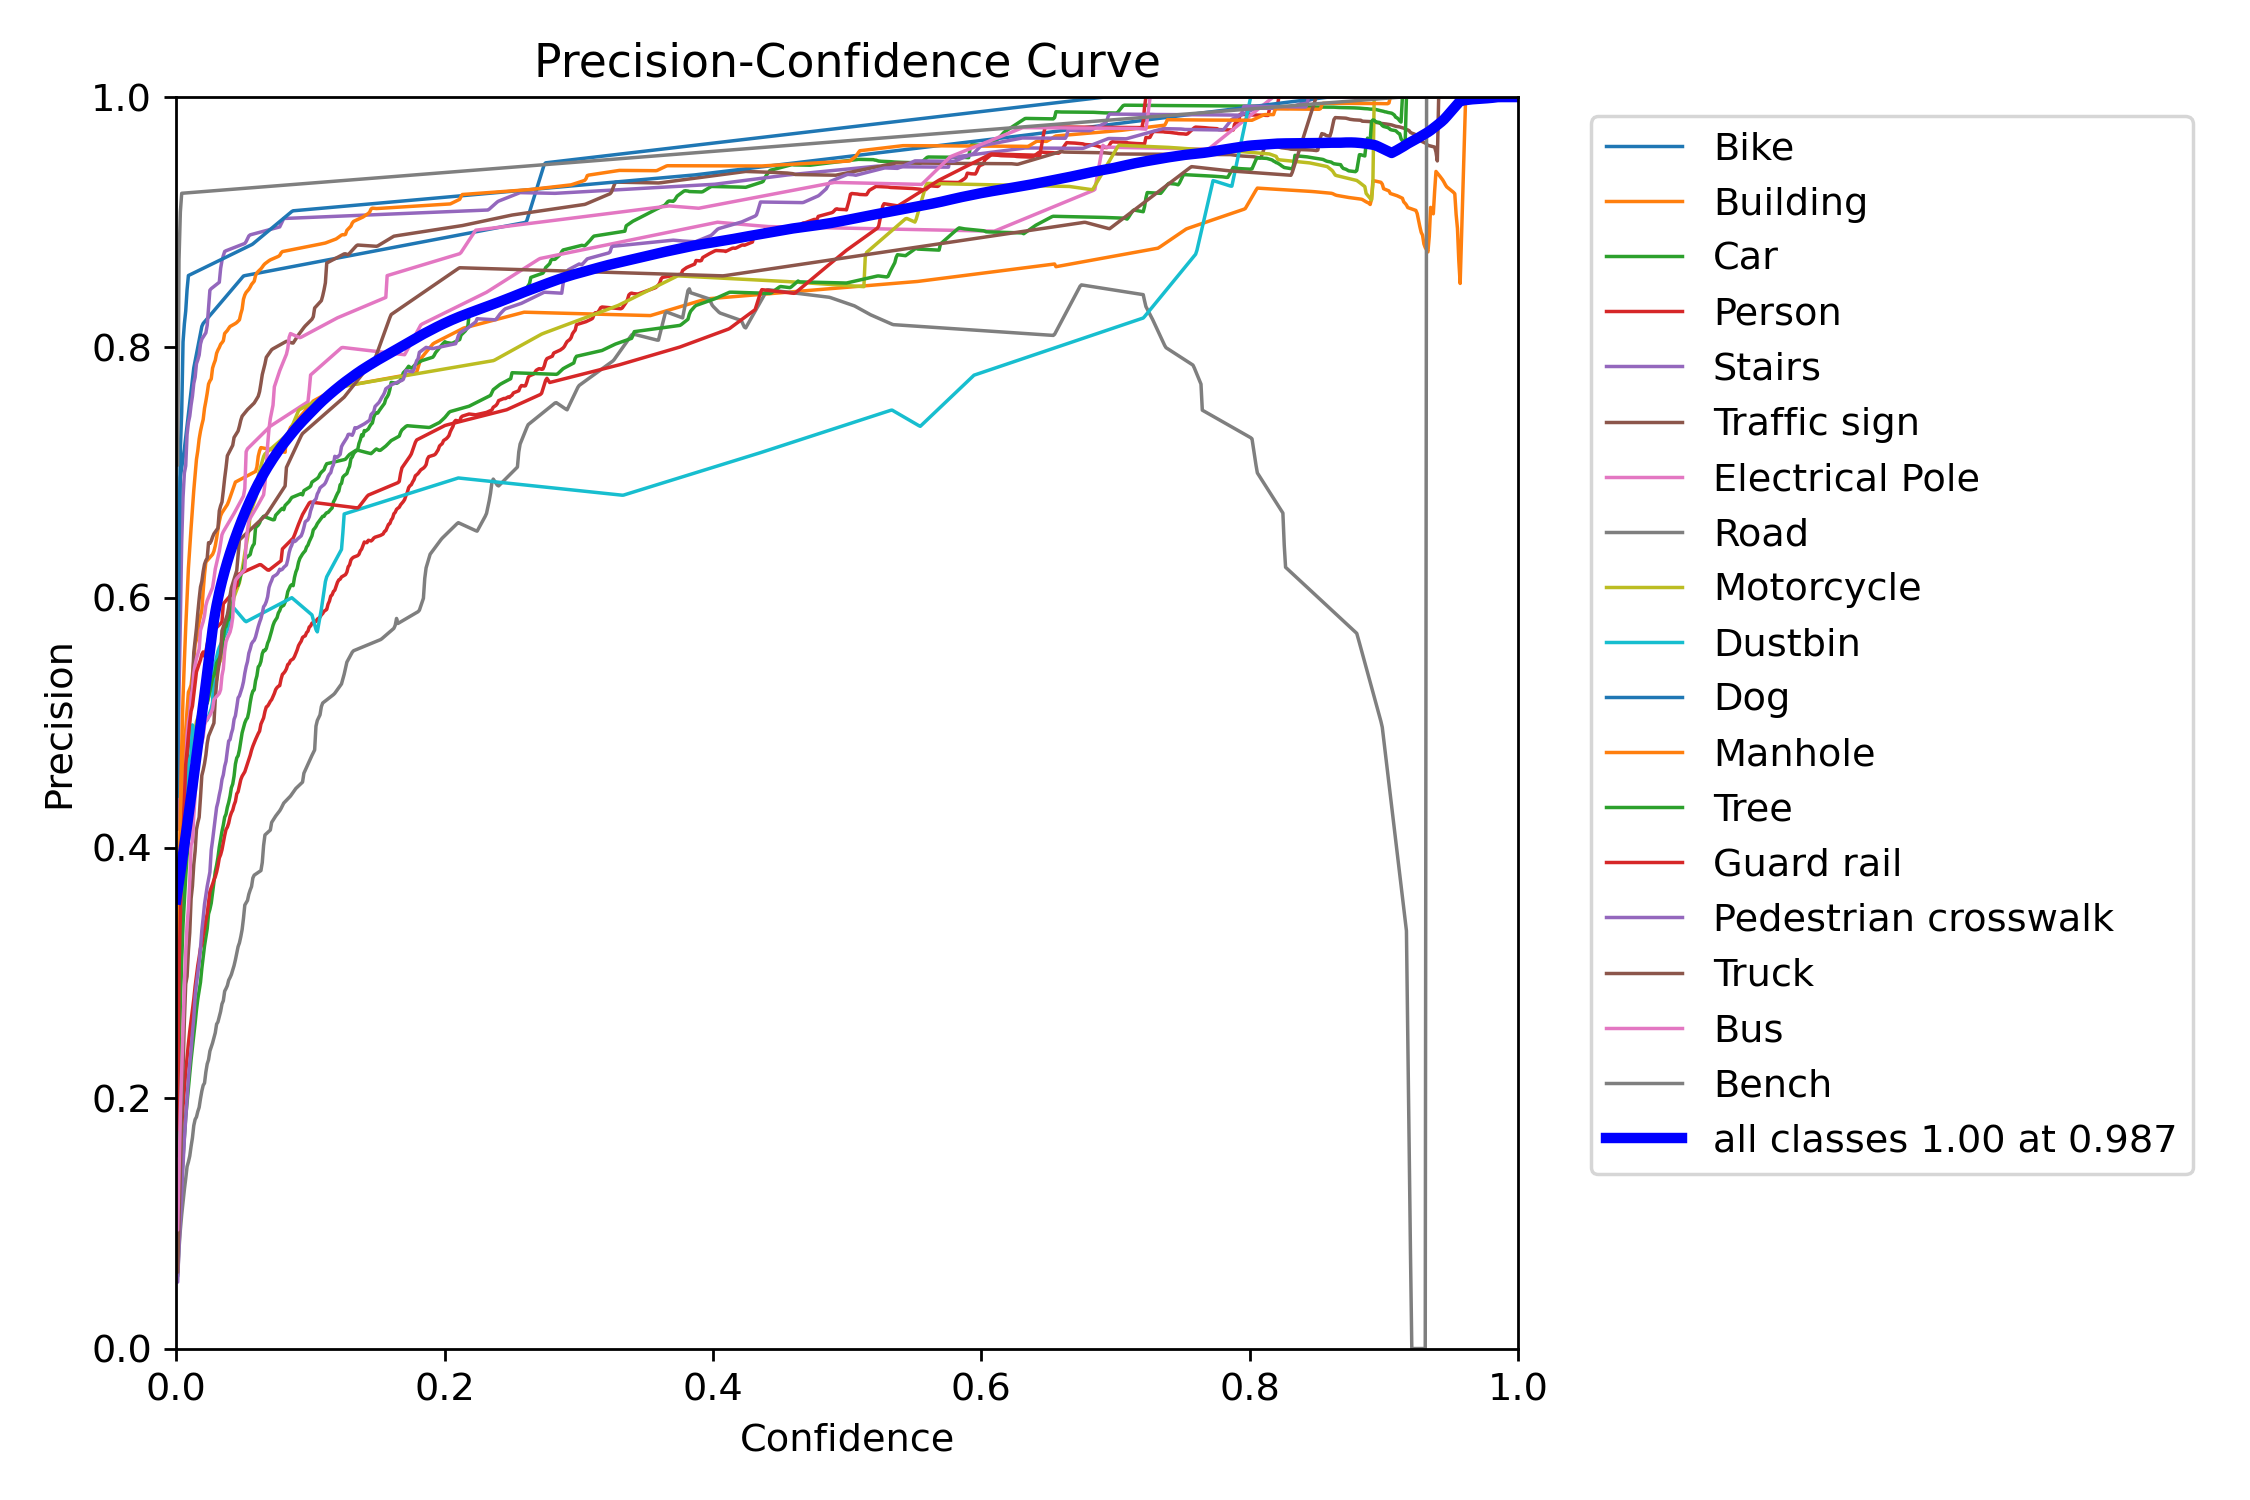 Precision-Confidence Curve
1.0
0.8
0.6
0.4
0.2
0.0
Precision
0.0 0.2 0.4 0.6 0.8 1.0
Confidence
Bike
Building
Car
Person
Stairs
Traffic sign
Electrical Pole
Road
Motorcycle
Dustbin
Dog
Manhole
Tree
Guard rail
Pedestrian crosswalk
Truck
Bus
Bench
all classes 1.00 at 0.987